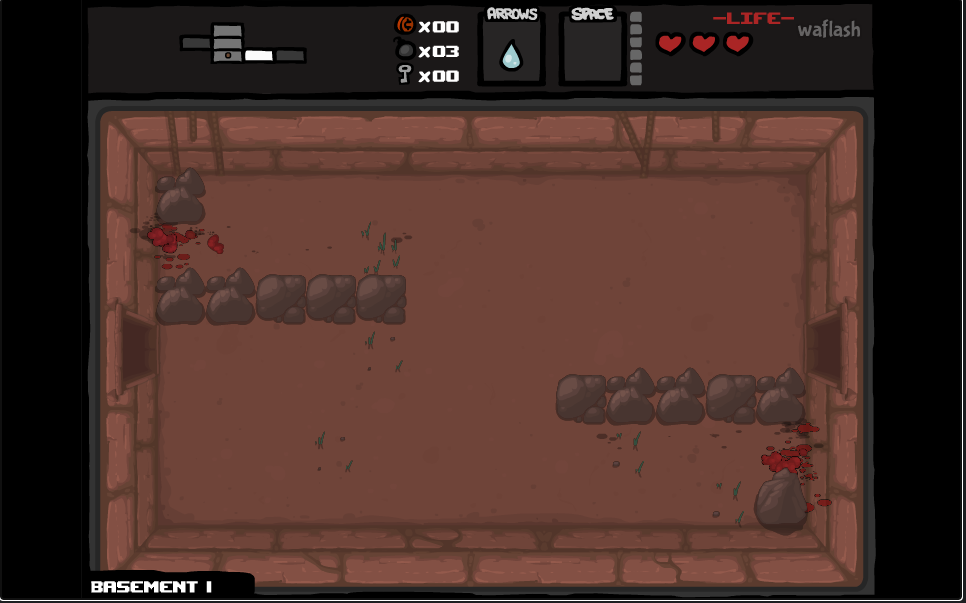 x00
x03
x00
ARROWS
SPACE
—LIFE—
waflash
BASEMENT I